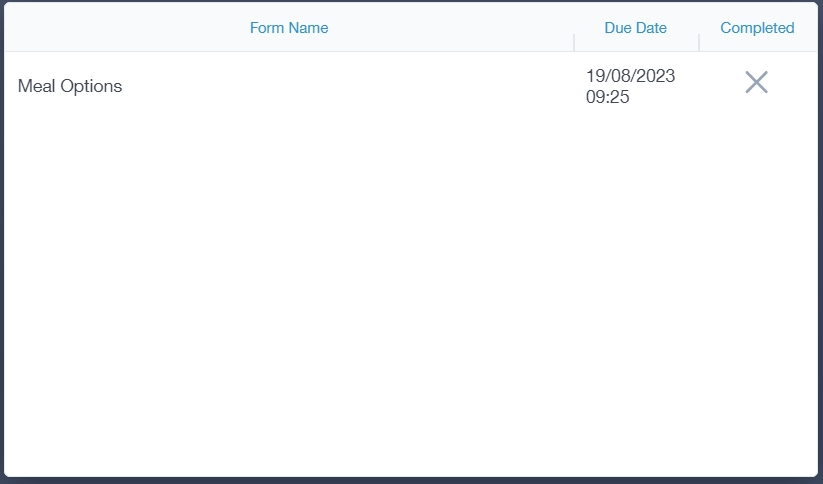 Form Name Due Date Completed
Meal Options 19/08/2023
09:25